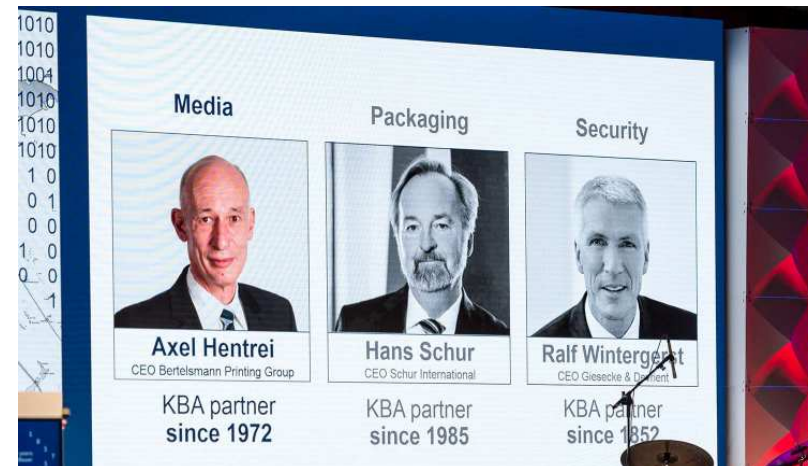 1010
1010
1004
1010
1010
1010
1 0
0 1
0 0
1 0
0 0
1
Media
Axel Hentrei
CEO Bertelsmann Printing Group
KBA partner
since 1972
Packaging
Hans Schur
CEO Schur International
KBA partner
since 1985
Security
Ralf Wintergerst
CEO Giesecke &
KBA partner
since 1852